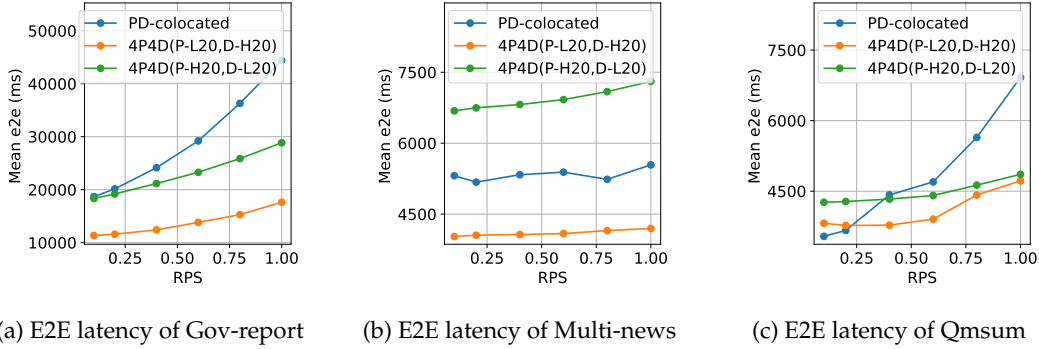 PD-colocated
4P4D(P-L20,D-H20)
4P4D(P-H20,D-L20)
50000
40000
30000
20000
10000
Mean e2e (ms)
0.25 0.50 0.75 1.00
RPS
(a) E2E latency of Gov-report
PD-colocated
4P4D(P-L20,D-H20)
4P4D(P-H20,D-L20)
7500
6000
4500
Mean e2e (ms)
0.25 0.50 0.75 1.00
RPS
(b) E2E latency of Multi-news
PD-colocated
4P4D(P-L20,D-H20)
4P4D(P-H20,D-L20)
7500
6000
4500
Mean e2e (ms)
0.25 0.50 0.75 1.00
RPS
(c) E2E latency of Qmsum